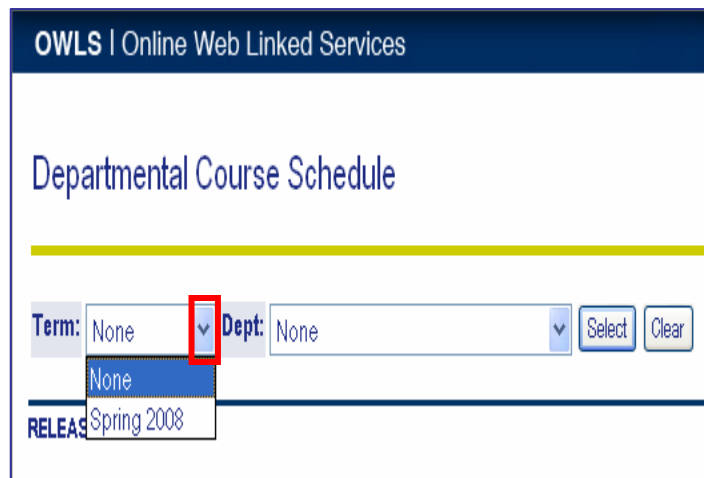 OWLS | Online Web Linked Services
Departmental Course Schedule
Term: None Dept: None Select Clear
None
Spring 2008
RELEAS